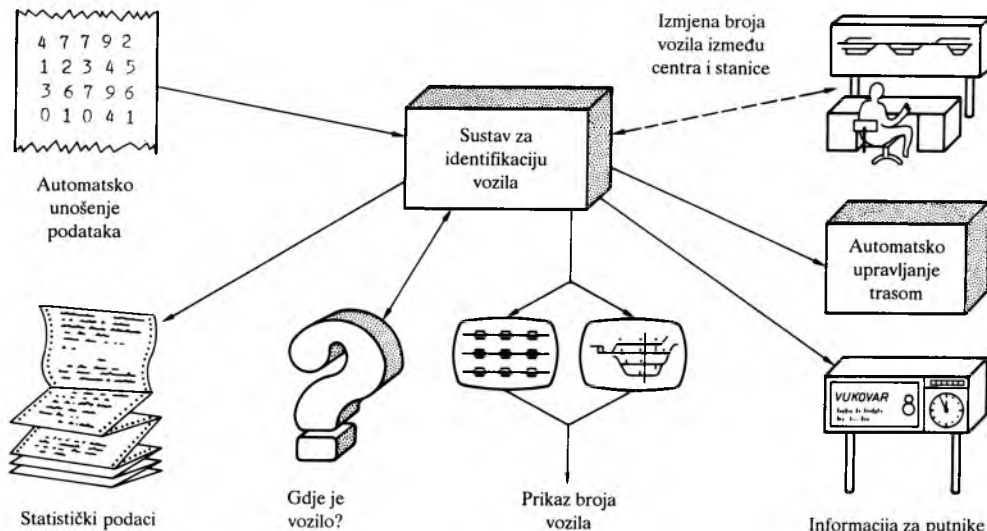 4 7 7 9 2
1 2 3 4 5
3 6 7 9 6
0 1 0 4 1
Automatsko
unošenje
podataka
Izmjena broja
vozila između
centra i stanice
Sustav za
identifikaciju
vozila
Automatsko
upravljanje
trasom
VUKOVAR 8
Statistički podaci
Gdje je
vozilo?
Prikaz broja
vozila
Informacija za putnike